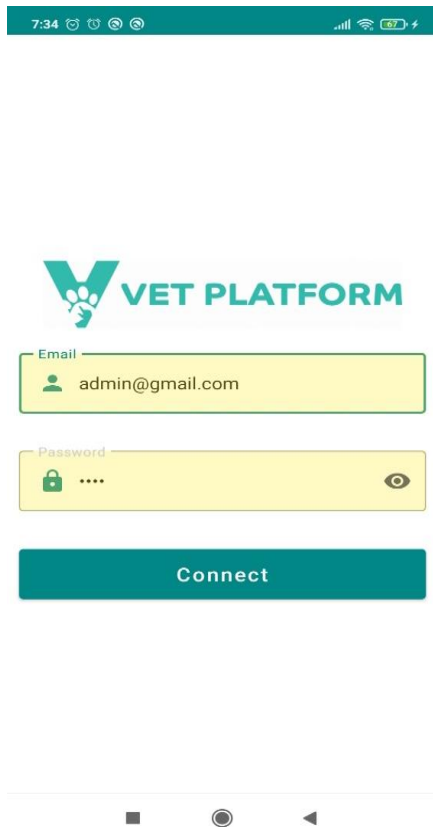 7:34
67
VET PLATFORM
Email
admin@gmail.com
Password
••••
Connect